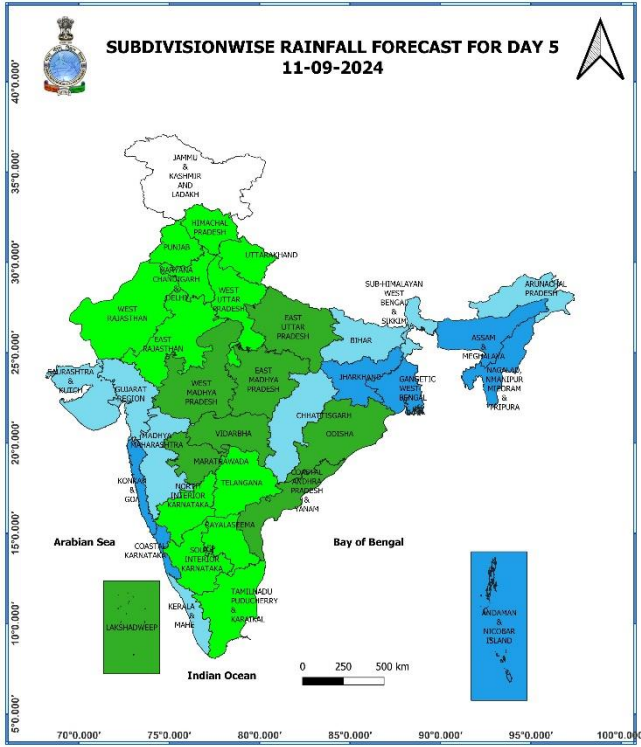 SUBDIVISIONWISE RAINFALL FORECAST FOR DAY 5
11-09-2024
40°0.000'
35°0.000'
30°0.000'
25°0.000'
20°0.000'
15°0.000'
10°0.000'
5°0.000'
JAMMU
&
KASHMIR
AND
LADAKH
HIMACHAL
PRADESH
PUNJAB
UTTARAKHAND
HARYANA
CHANDIGARH
&
DELHI
WEST
UTTAR
PRADESH
WEST
RAJASTHAN
EAST
RAJASTHAN
EAST
UTTAR
PRADESH
SUB-HIMALAYAN
WEST
BENGAL
&
SIKKIM
ARUNACHAL
PRADESH
BIHAR
ASSAM
&
MEGHALAYA
NAGALAD,
NMANIPUR
MIZORAM
&
TRIPURA
SAURASHTRA
&
KUTCH
GUJARAT
REGION
WEST
MADHYA
PRADESH
EAST
MADHYA
PRADESH
JHARKHAND
GANGETIC
WEST
BENGAL
CHHATTISGARH
ODISHA
MADHYA
MAHARASHTRA
VIDARBHA
MARATHWADA
KONKAN
&
GOA
NORTH
INTERIOR
KARNATAKA
TELANGANA
COASTAL
ANDHRA
PRADESH
&
YANAM
RAYALASEEMA
COASTAL
KARNATAKA
SOUTH
INTERIOR
KARNATAKA
Arabian Sea
Bay of Bengal
LAKSHADWEEP
KERALA
&
MAHE
TAMILNADU
PUDUCHERRY
&
KARAIKAL
ANDAMAN
&
NICOBAR
ISLAND
Indian Ocean
0 250 500 km
70°0.000' 75°0.000' 80°0.000' 85°0.000' 90°0.000' 95°0.000' 100°0.000'